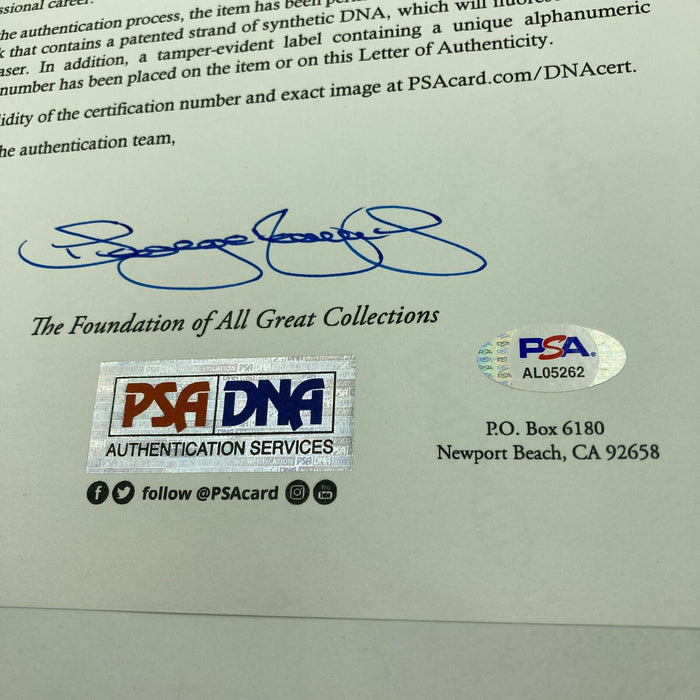 ssional career.
the authentication process, the item has been
k that contains a patented strand of synthetic DNA, which will
aser. In addition, a tamper-evident label containing a unique alphanumeric
number has been placed on the item or on this Letter of Authenticity.
idity of the certification number and exact image at PSAcard.com/DNAcert.
he authentication team,
The Foundation of All Great Collections
PSA DNA
AUTHENTICATION SERVICES
follow @PSAcard
PSA
AL05262
P.O. Box 6180
Newport Beach, CA 92658